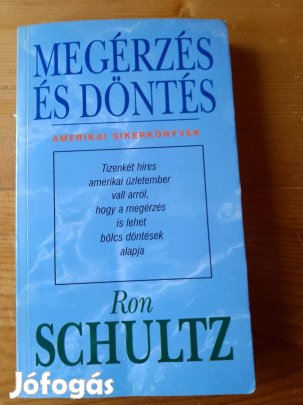 MEGÉRZÉS
ÉS DÖNTÉS
AMERIKAI SIKERKÖNYVEK
Tizenkét híres
amerikai üzletember
vall arról,
hogy a megérzés
is lehet
bölcs döntések
alapja
Ron
SCHULTZ
Jófogás